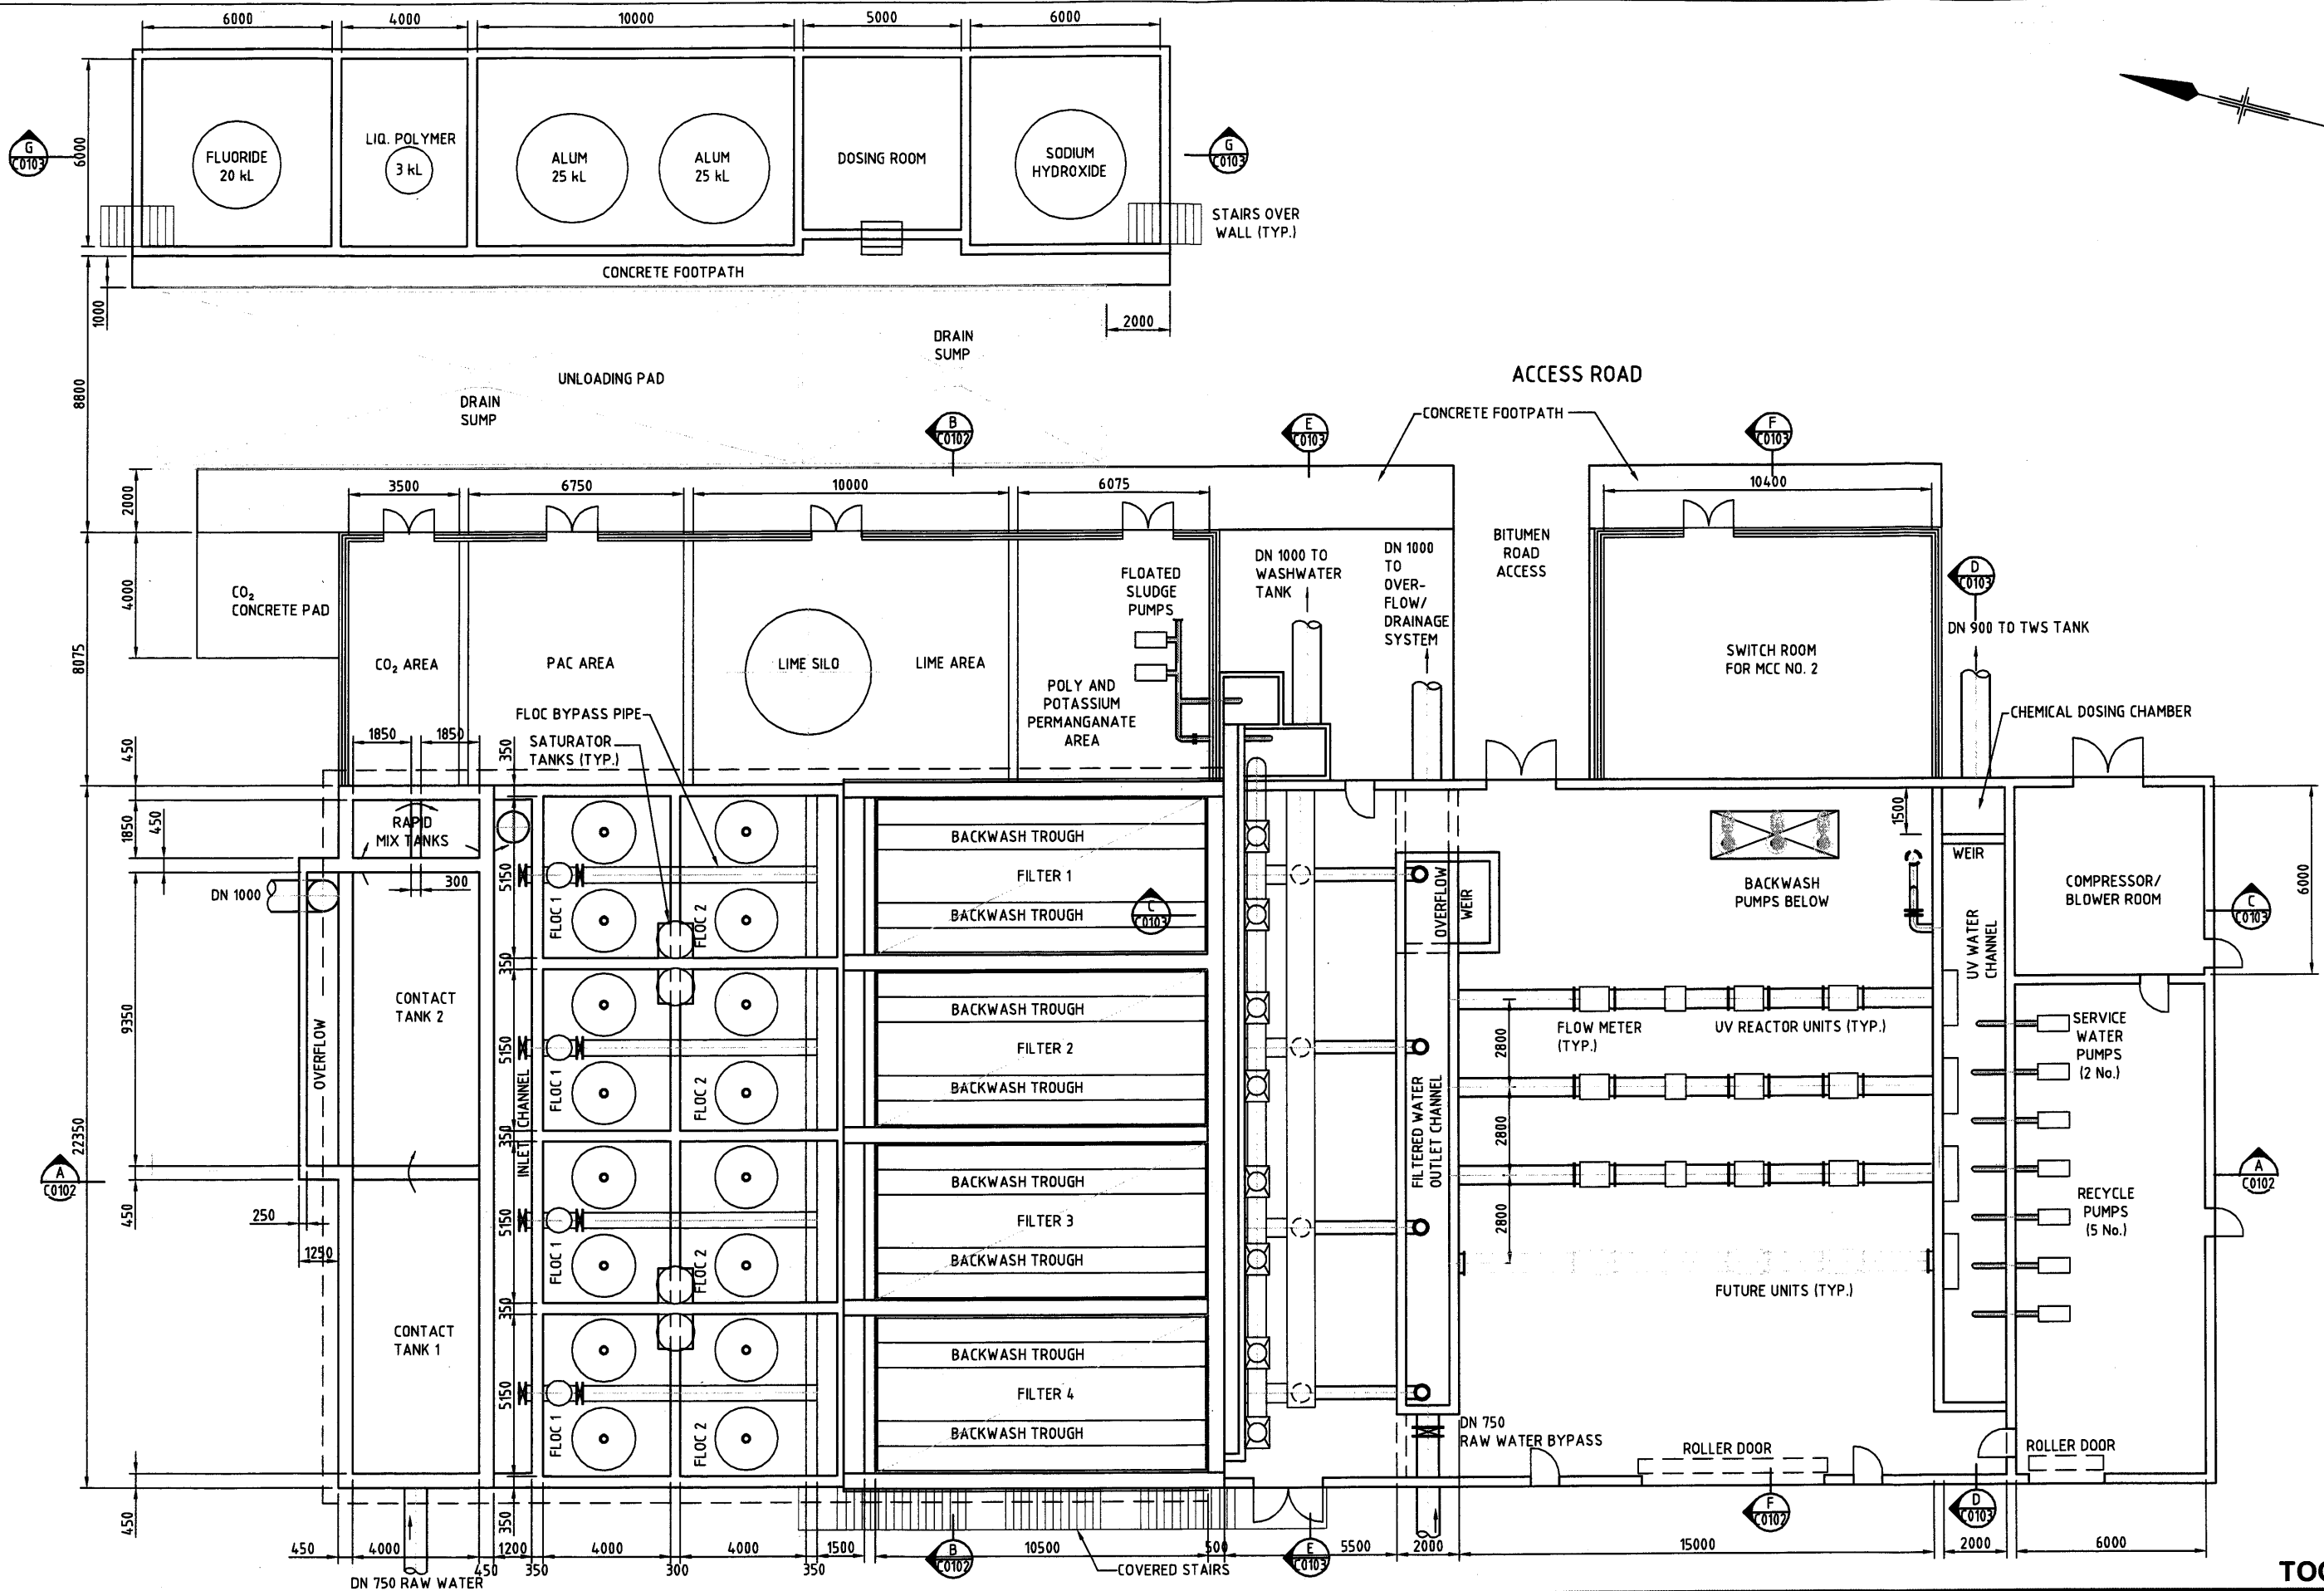 6000
4000
10000
5000
6000
6000
FLUORIDE
20 kL
LIQ. POLYMER
3 kL
ALUM
25 kL
ALUM
25 kL
DOSING ROOM
SODIUM
HYDROXIDE
G
C0103
G
C0103
STAIRS OVER
WALL (TYP.)
CONCRETE FOOTPATH
1000
2000
DRAIN
SUMP
UNLOADING PAD
DRAIN
SUMP
8800
ACCESS ROAD
CONCRETE FOOTPATH
B
C0102
E
C0103
F
C0103
2000
3500
6750
10000
6075
10400
4000
8075
CO₂
CONCRETE PAD
CO₂ AREA
PAC AREA
LIME SILO
LIME AREA
FLOATED
SLUDGE
PUMPS
POLY AND
POTASSIUM
PERMANGANATE
AREA
DN 1000 TO
WASHWATER
TANK
DN 1000
TO
OVER-
FLOW/
DRAINAGE
SYSTEM
BITUMEN
ROAD
ACCESS
SWITCH ROOM
FOR MCC NO. 2
D
C0103
DN 900 TO TWS TANK
CHEMICAL DOSING CHAMBER
FLOC BYPASS PIPE
SATURATOR
TANKS (TYP.)
1850
1850
350
450
1850
450
RAPID
MIX TANKS
300
DN 1000
5150
350
5150
350
5150
350
5150
350
FLOC 1
FLOC 2
FLOC 1
FLOC 2
FLOC 1
FLOC 2
FLOC 1
FLOC 2
BACKWASH TROUGH
FILTER 1
BACKWASH TROUGH
C
C0103
BACKWASH TROUGH
FILTER 2
BACKWASH TROUGH
BACKWASH TROUGH
FILTER 3
BACKWASH TROUGH
BACKWASH TROUGH
FILTER 4
BACKWASH TROUGH
OVERFLOW
WEIR
BACKWASH
PUMPS BELOW
1500
WEIR
UV WATER
CHANNEL
COMPRESSOR/
BLOWER ROOM
6000
C
C0103
CONTACT
TANK 2
OVERFLOW
9350
22350
INLET CHANNEL
FILTERED WATER
OUTLET CHANNEL
FLOW METER
(TYP.)
UV REACTOR UNITS (TYP.)
2800
2800
2800
SERVICE
WATER
PUMPS
(2 No.)
RECYCLE
PUMPS
(5 No.)
A
C0102
A
C0102
450
250
1250
FUTURE UNITS (TYP.)
CONTACT
TANK 1
DN 750
RAW WATER BYPASS
ROLLER DOOR
ROLLER DOOR
450
F
C0102
D
C0103
450
4000
450
1200
350
4000
300
4000
350
1500
B
C0102
10500
500
E
C0103
5500
2000
15000
2000
6000
COVERED STAIRS
DN 750 RAW WATER